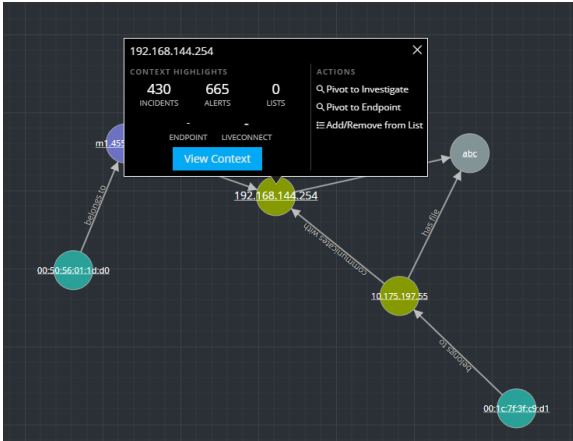 192.168.144.254
CONTEXT HIGHLIGHTS
430 665 0
INCIDENTS ALERTS LISTS
- -
ENDPOINT LIVECONNECT
View Context
ACTIONS
Pivot to Investigate
Pivot to Endpoint
Add/Remove from List
m1.455
abc
192.168.144.254
belongs to
has file
communicates with
00:50:56:01:1d:d0
10.175.197.55
belongs to
00:1c:7f:3f:c9:d1